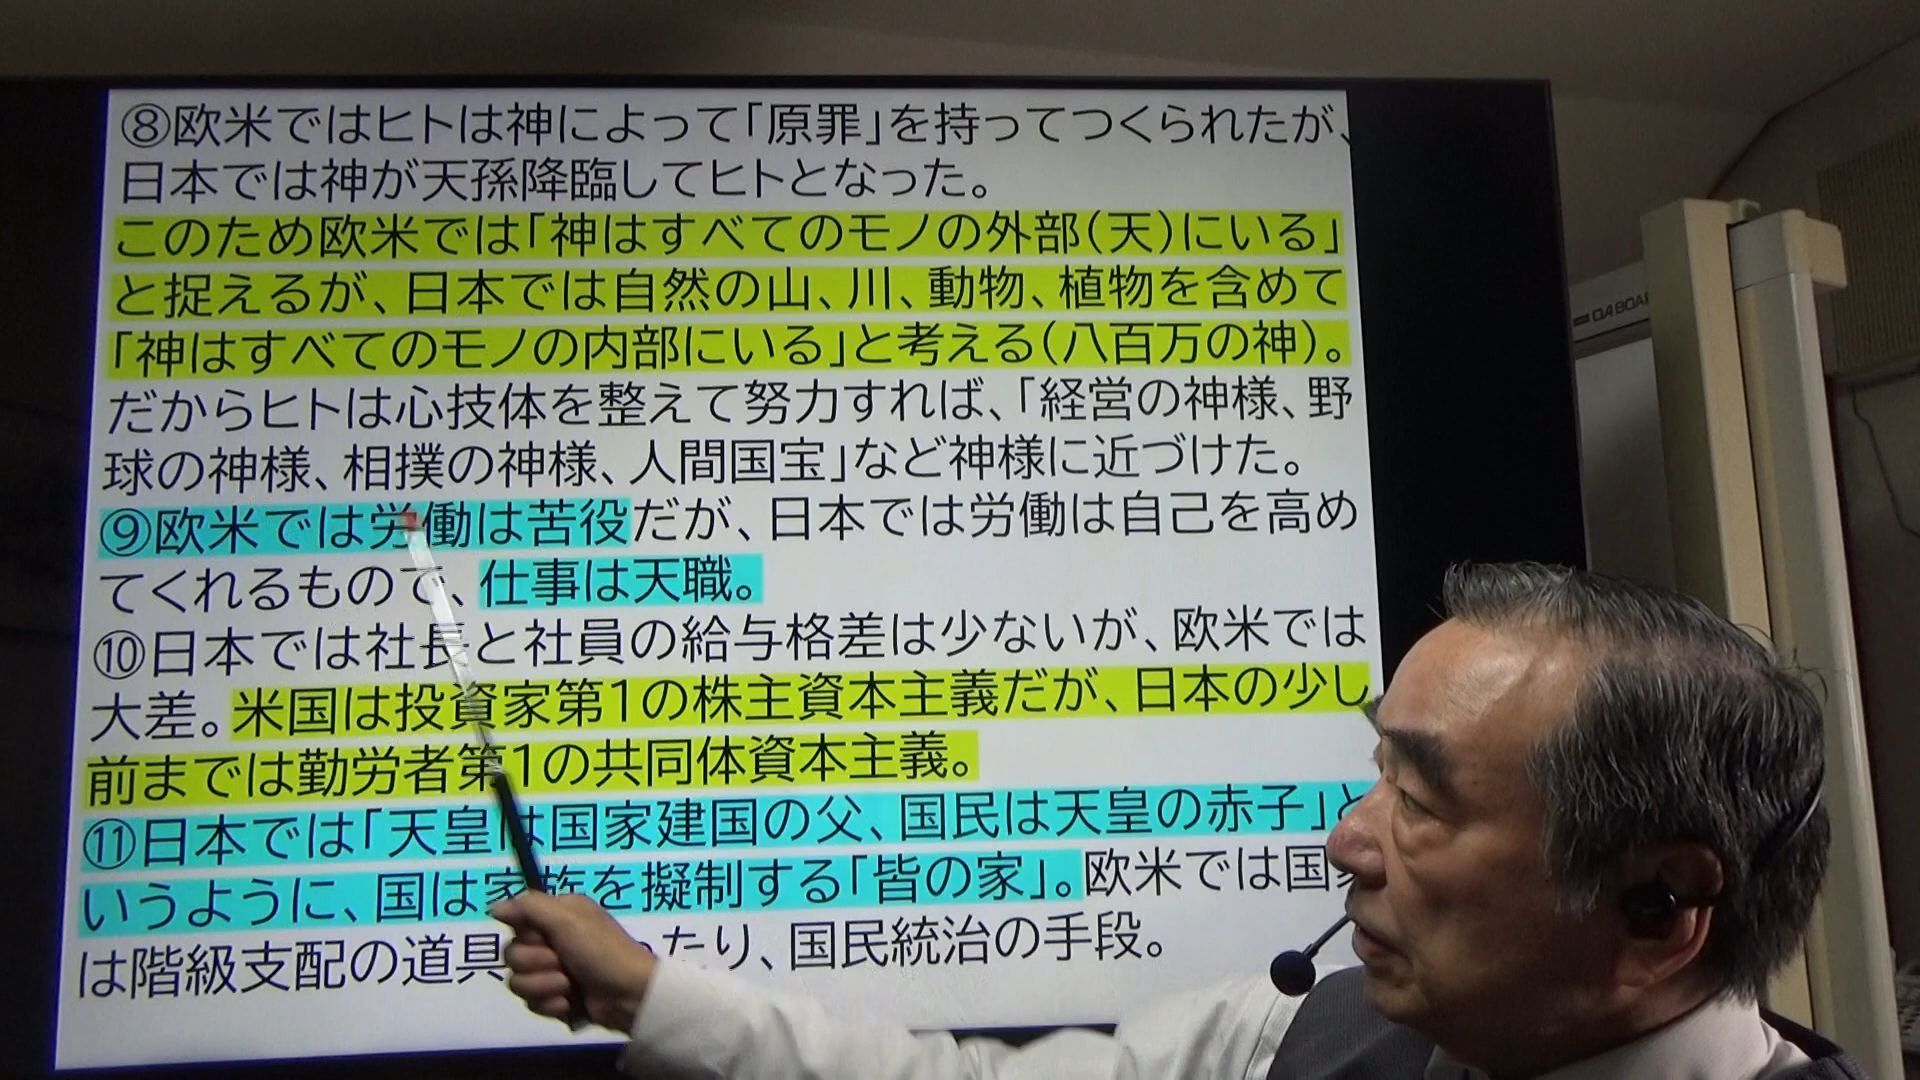 ⑧欧米ではヒトは神によって「原罪」を持ってつくられたが、
日本では神が天孫降臨してヒトとなった。
このため欧米では「神はすべてのモノの外部(天)にいる」
と捉えるが、日本では自然の山、川、動物、植物を含めて
「神はすべてのモノの内部にいる」と考える(八百万の神)。
だからヒトは心技体を整えて努力すれば、「経営の神様、野
球の神様、相撲の神様、人間国宝」など神様に近づけた。
⑨欧米では労働は苦役だが、日本では労働は自己を高め
てくれるもので、仕事は天職。
⑩日本では社長と社員の給与格差は少ないが、欧米では
大差。米国は投資家第1の株主資本主義だが、日本の少し
前までは勤労者第1の共同体資本主義。
⑪日本では「天皇は国家建国の父、国民は天皇の赤子」と
いうように、国は家族を擬制する「皆の家」。欧米では国家
は階級支配の道具 ったり、国民統治の手段。
OA BOA